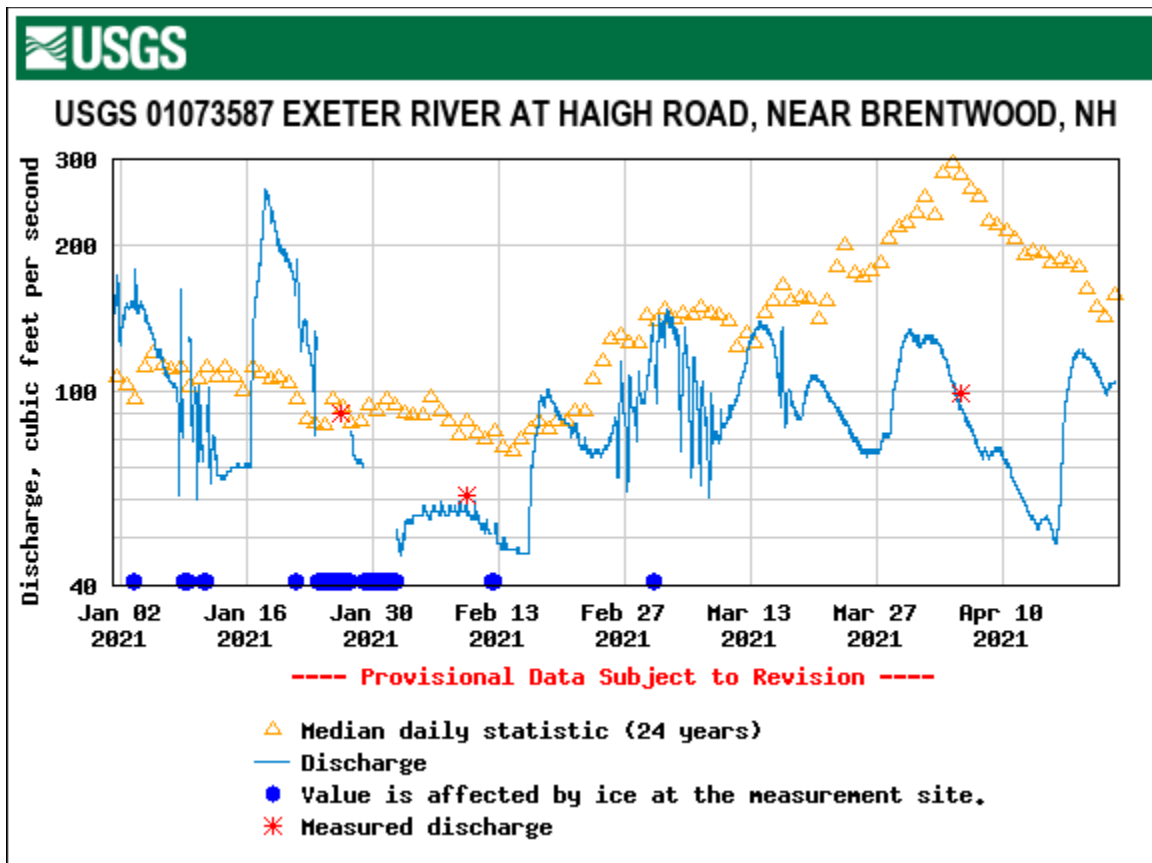 USGS
USGS 01073587 EXETER RIVER AT HAIGH ROAD, NEAR BRENTWOOD, NH
Discharge, cubic feet per second
300
200
100
40
Jan 02 Jan 16 Jan 30 Feb 13 Feb 27 Mar 13 Mar 27 Apr 10
2021 2021 2021 2021 2021 2021 2021 2021
---- Provisional Data Subject to Revision ----
Median daily statistic (24 years)
Discharge
Value is affected by ice at the measurement site.
Measured discharge